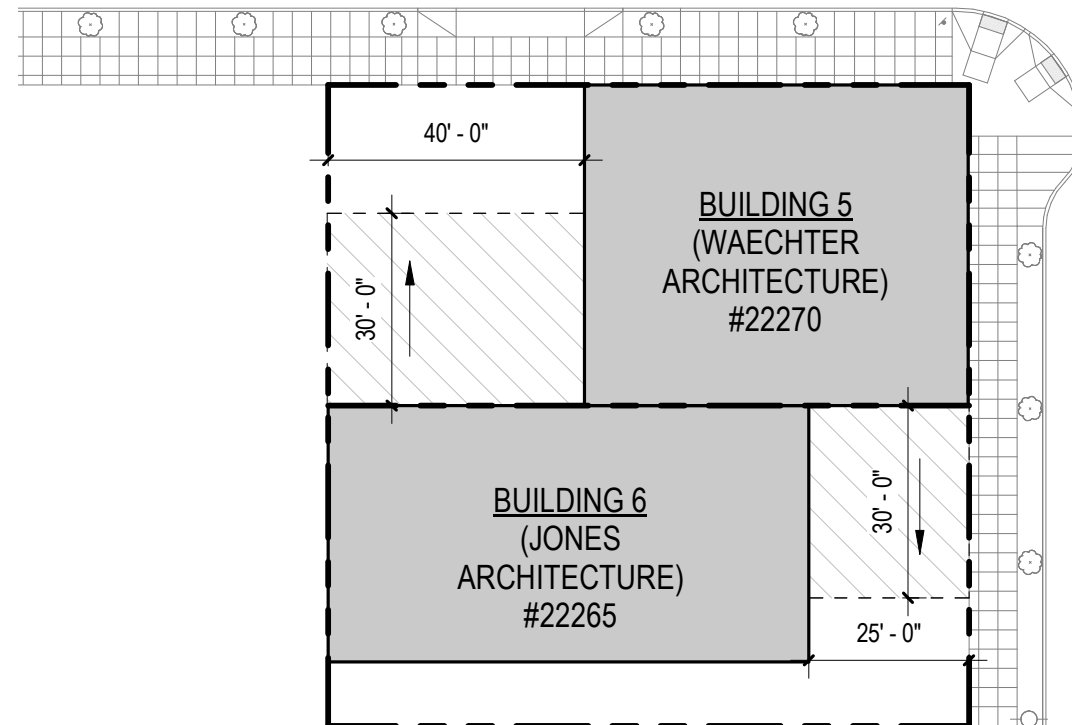 40' - 0"
BUILDING 5
(WAECHTER
ARCHITECTURE)
#22270
30' - 0"
BUILDING 6
(JONES
ARCHITECTURE)
#22265
30' - 0"
25' - 0"